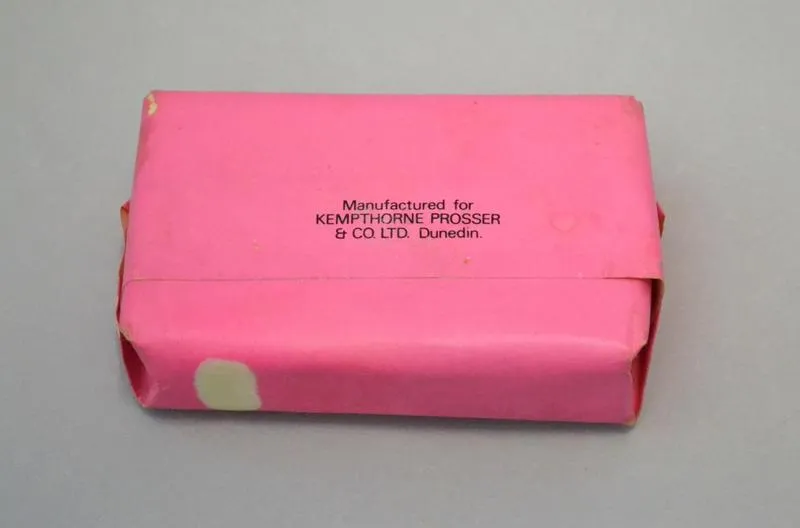 Manufactured for
KEMPTHORNE PROSSER
& CO. LTD. Dunedin.